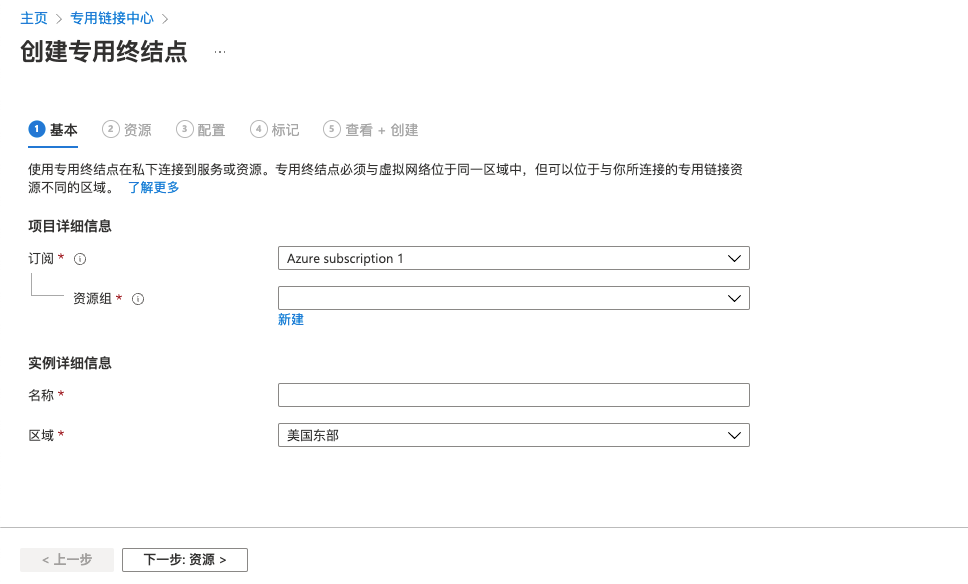 主页 > 专用链接中心 >
创建专用终结点 ...
1 基本 2 资源 3 配置 4 标记 5 查看 + 创建
使用专用终结点在私下连接到服务或资源。专用终结点必须与虚拟网络位于同一区域中，但可以位于与你所连接的专用链接资
源不同的区域。 了解更多
项目详细信息
订阅 * Azure subscription 1
资源组 *
新建
实例详细信息
名称 *
区域 * 美国东部
< 上一步 下一步: 资源 >